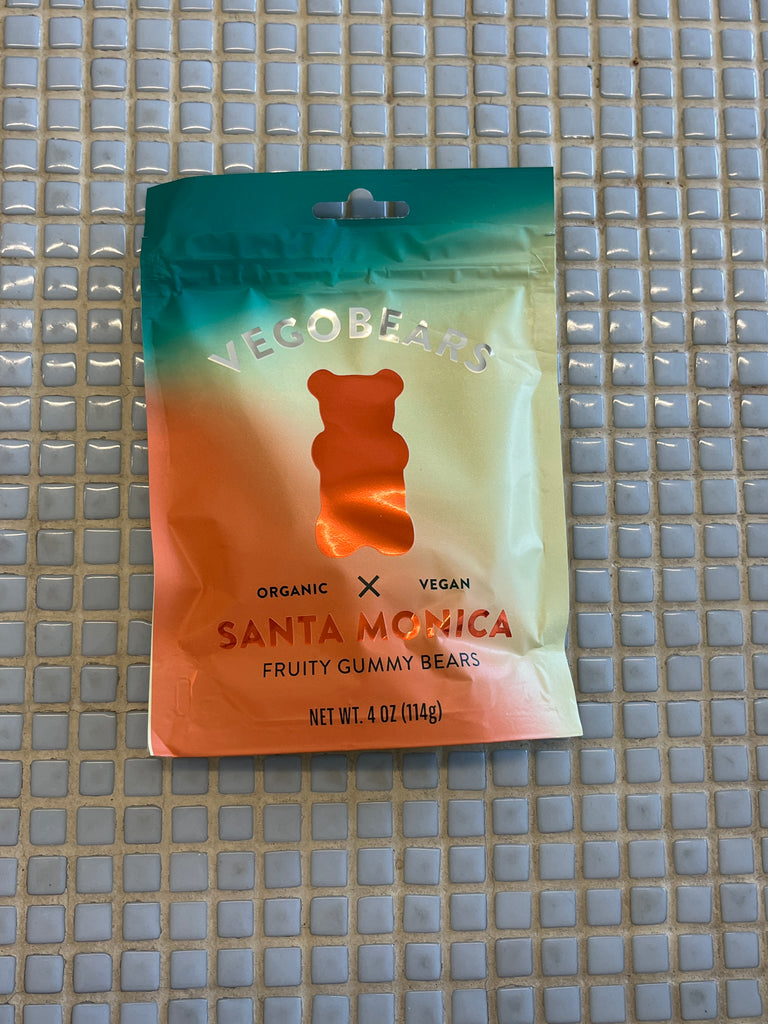 VEGOBEARS
ORGANIC X VEGAN
SANTA MONICA
FRUITY GUMMY BEARS
NET WT. 4 OZ (114g)